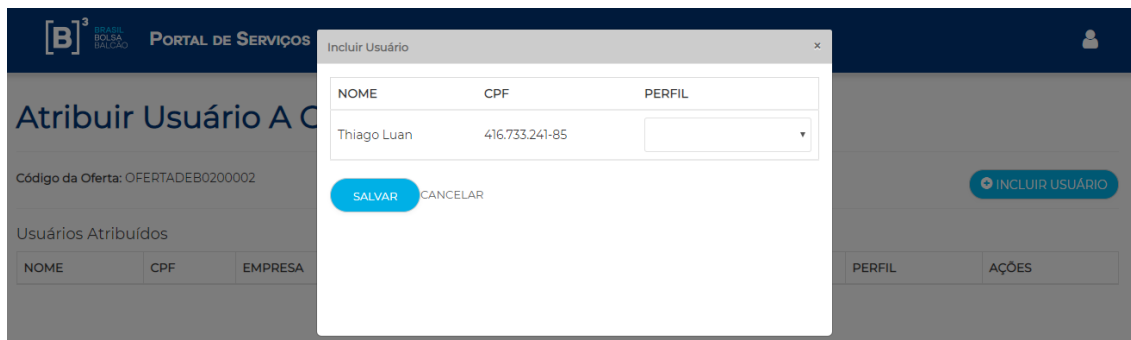 [B]³ BRASIL
BOLSA
BALCÃO
PORTAL DE SERVIÇOS
Incluir Usuário
×
NOME CPF PERFIL
Thiago Luan 416.733.241-85
SALVAR CANCELAR
Atribuir Usuário A
Código da Oferta: OFERTADEB0200002
INCLUIR USUÁRIO
Usuários Atribuídos
NOME CPF EMPRESA PERFIL AÇÕES